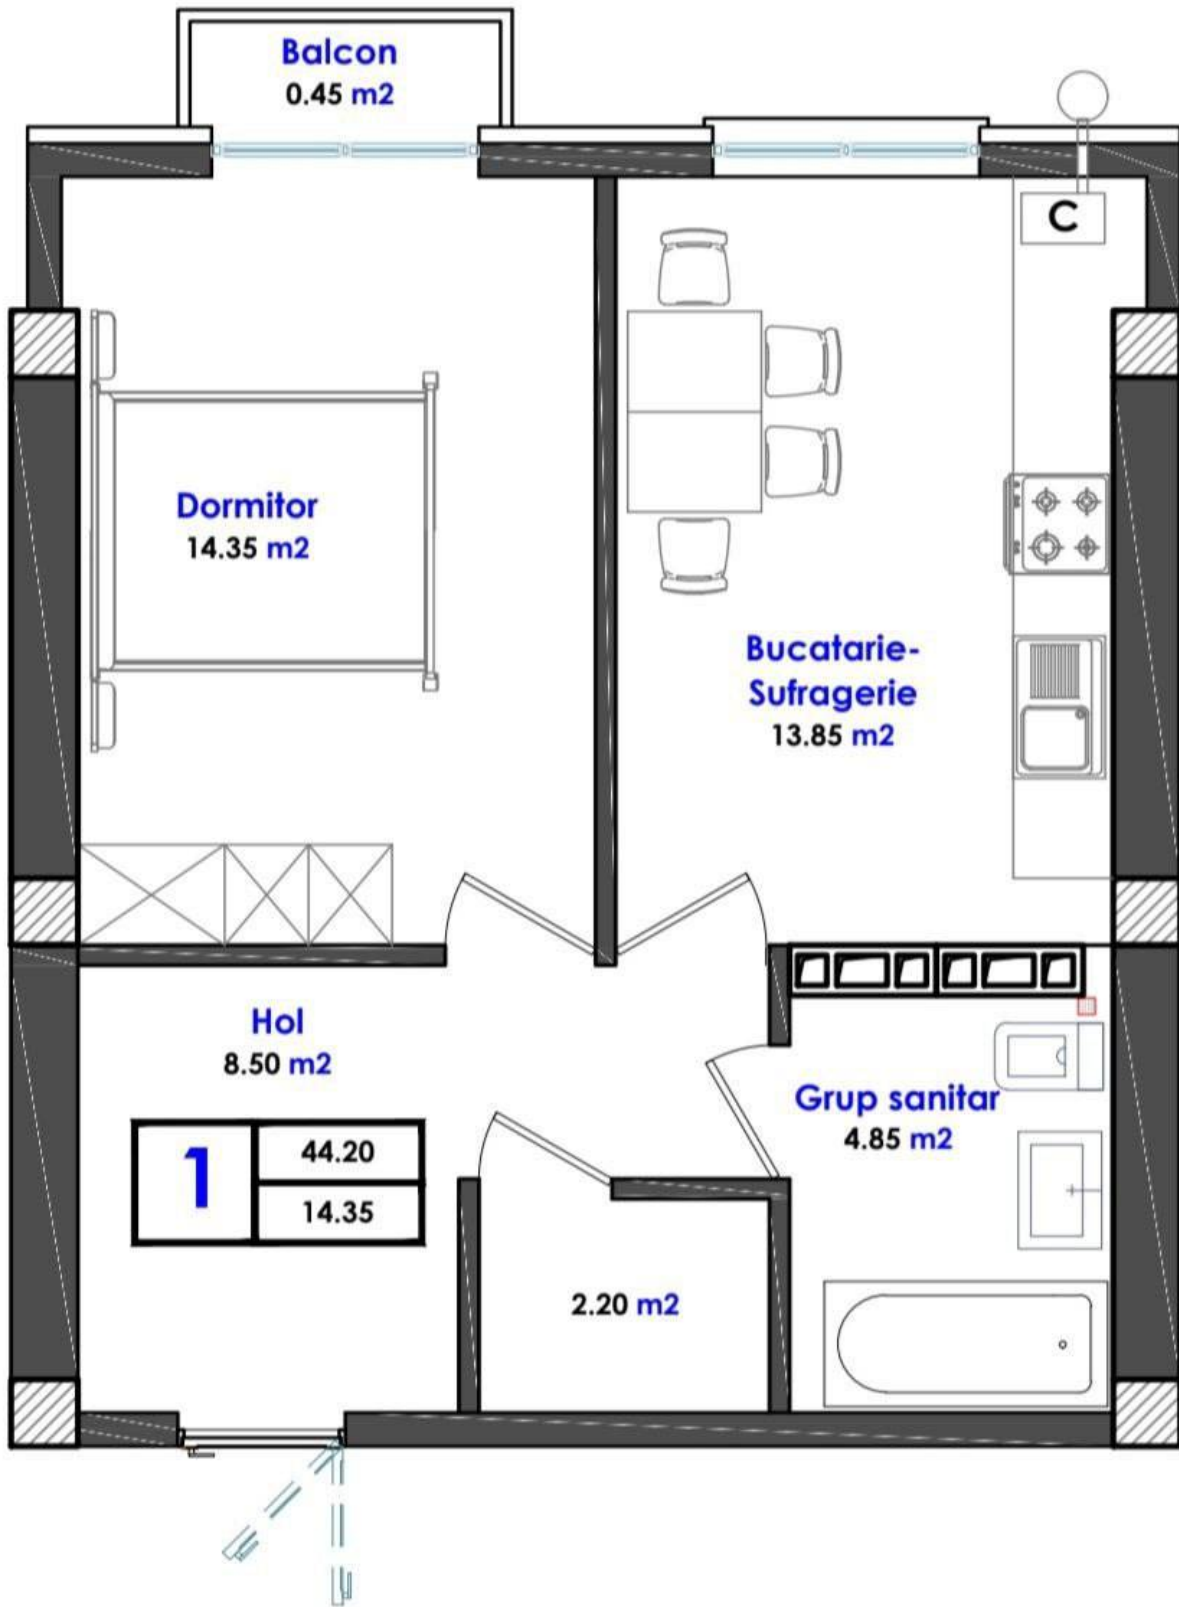 Balcon
0.45 m2
C
Dormitor
14.35 m2
Bucatarie-
Sufragerie
13.85 m2
Hol
8.50 m2
Grup sanitar
4.85 m2
1
44.20
14.35
2.20 m2